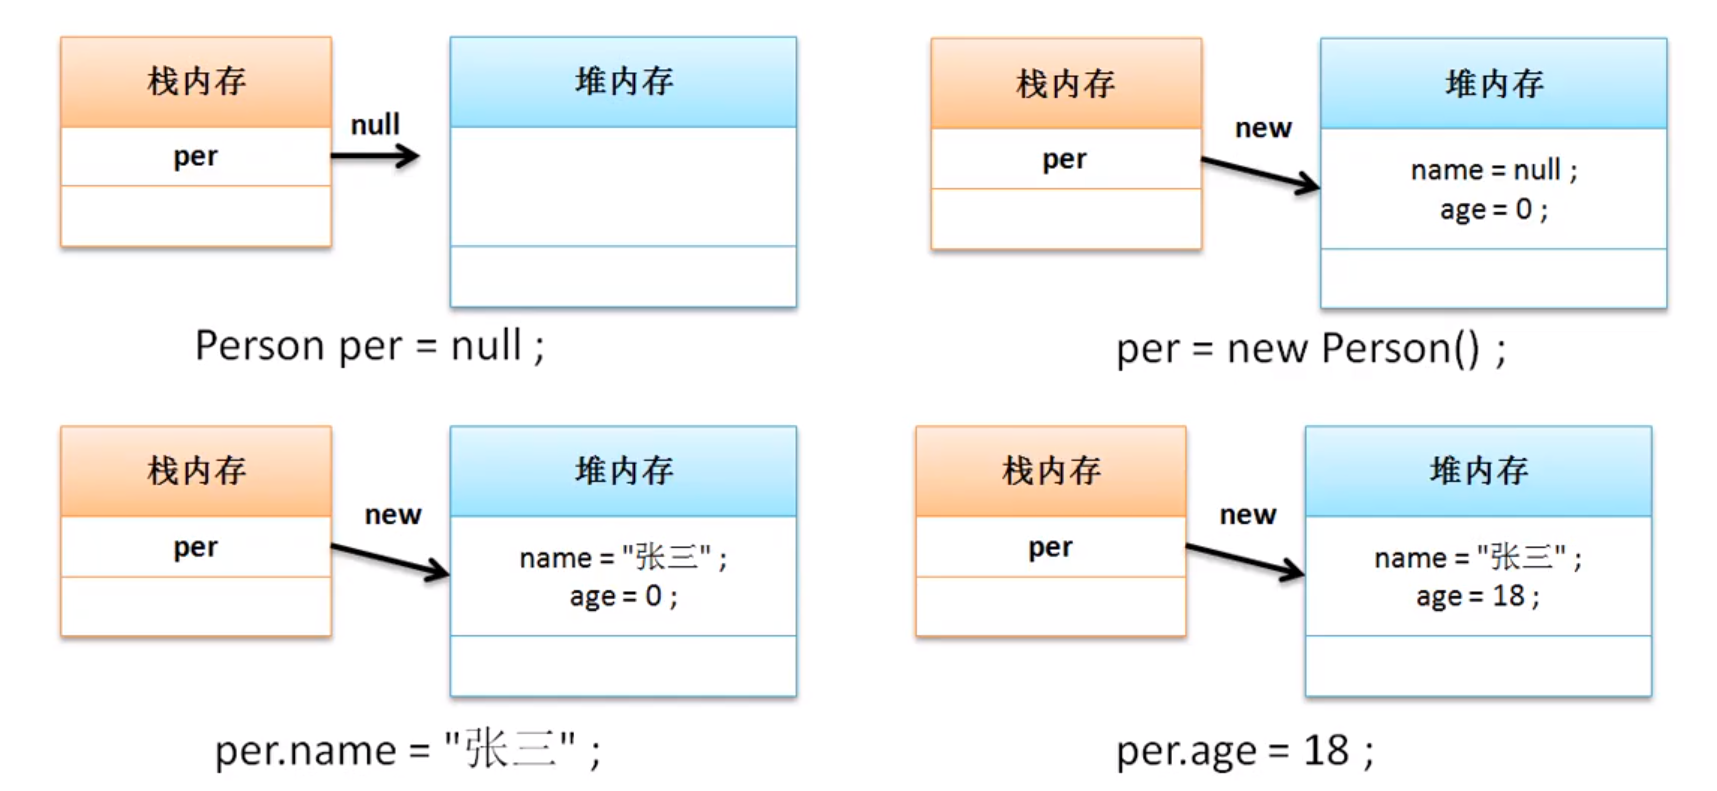 栈内存
null
per
堆内存
Person per = null ;
栈内存
new
per
堆内存
name = null ;
age = 0 ;
per = new Person() ;
栈内存
new
per
堆内存
name = "张三" ;
age = 0 ;
per.name = "张三" ;
栈内存
new
per
堆内存
name = "张三" ;
age = 18 ;
per.age = 18 ;